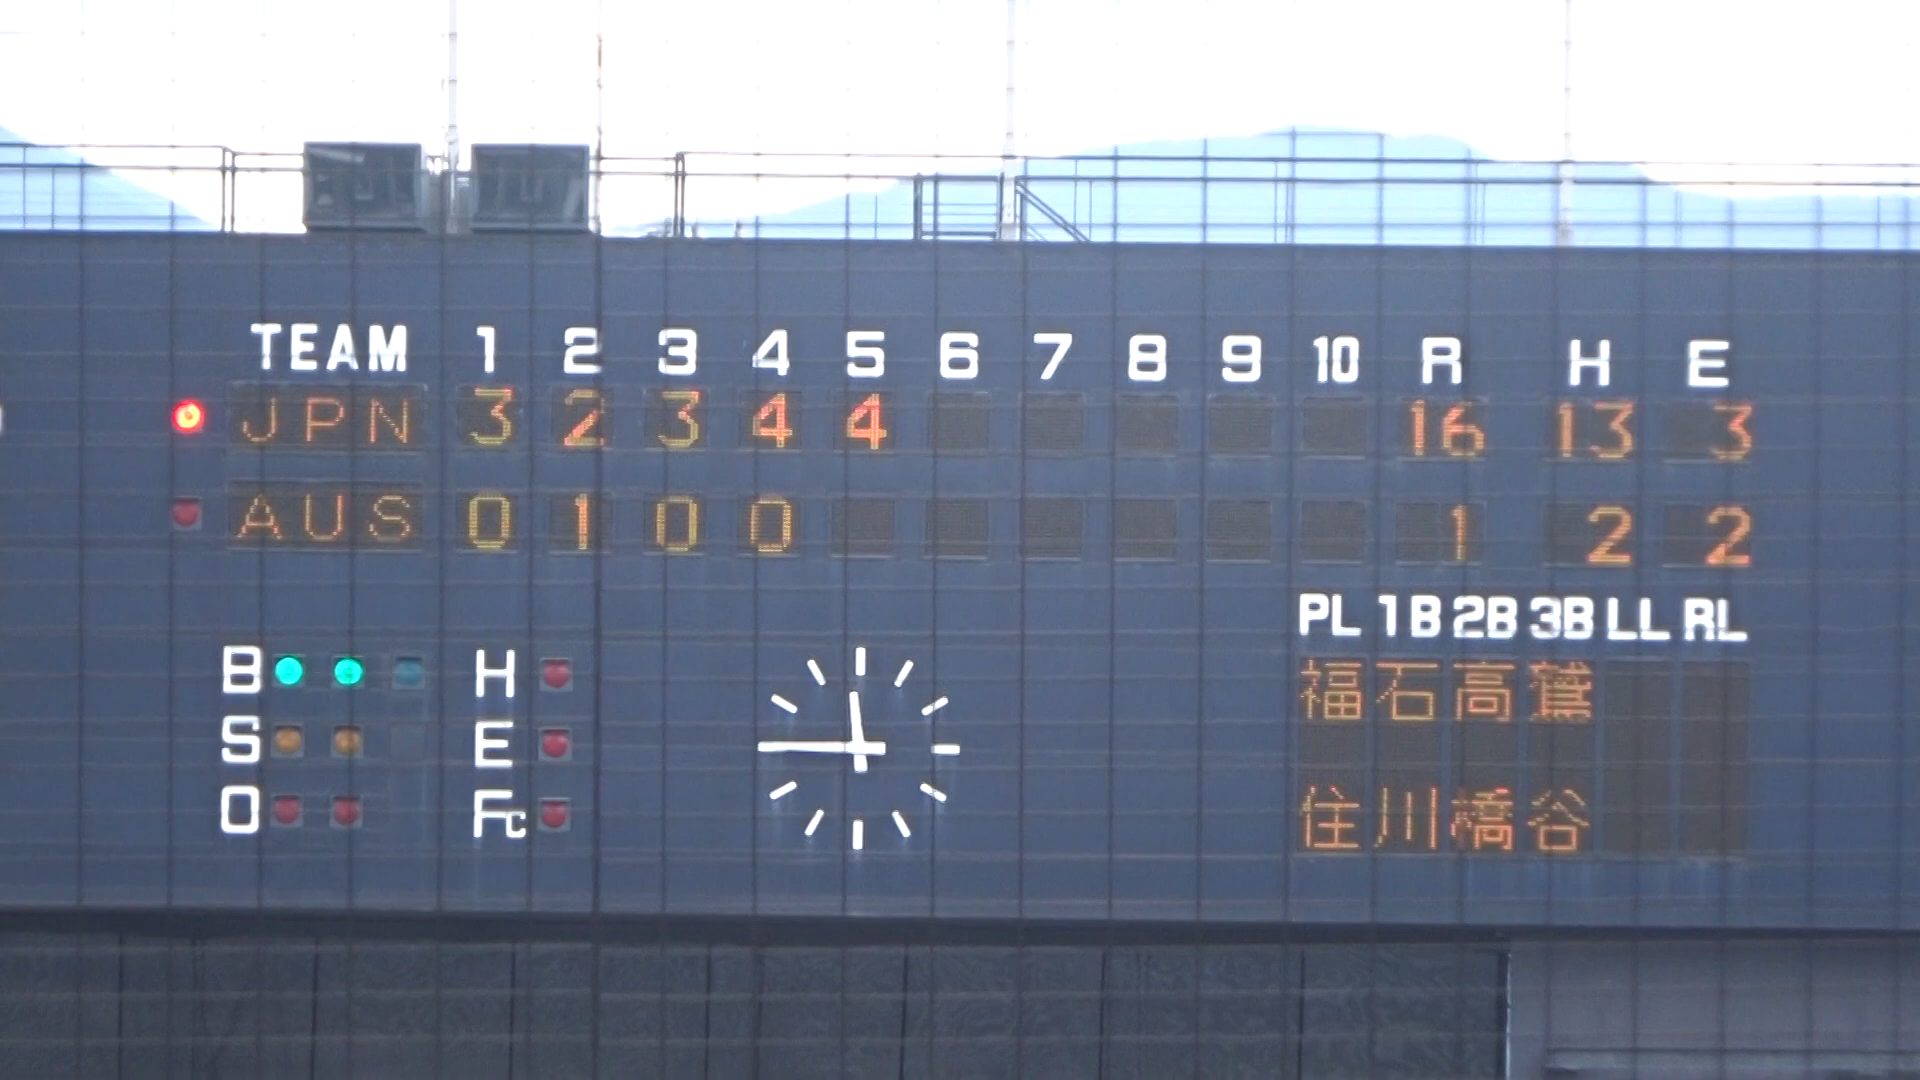 TEAM 1 2 3 4 5 6 7 8 9 10 R H E
JPN 3 2 3 4 4 16 13 3
AUS 0 1 0 0 1 2 2
PL 1B 2B 3B LL RL
B H
福 石 高 鷲
S E
住 川 橋 谷
O Fc